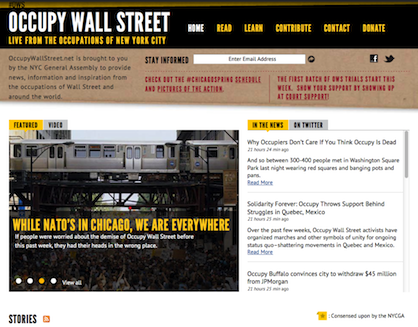 OCCUPY WALL STREET
LIVE FROM THE OCCUPATIONS OF NEW YORK CITY
HOME READ LEARN CONTRIBUTE CONTACT DONATE
OccupyWallStreet.net is brought to
you by the NYC General Assembly to provide
news, information and inspiration from
the occupations of Wall Street and
around the world.
STAY INFORMED
Enter Email Address
CHECK OUT THE #CHICAGOSPRING SCHEDULE
AND PICTURES OF THE ACTION.
THE FIRST BATCH OF OWS TRIALS START THIS
WEEK. SHOW YOUR SUPPORT BY SHOWING UP
AT COURT SUPPORT!
FEATURED VIDEO
WHILE NATO'S IN CHICAGO, WE ARE EVERYWHERE
If people were worried about the demise of Occupy Wall Street before
this past week, they had their heads in the wrong place.
View all
IN THE NEWS ON TWITTER
Why Occupiers Don't Care If You Think Occupy Is Dead
21 hours 24 min ago
And so between 300-400 people met in Washington Square
Park last night wearing red squares and banging pots and
pans.
Read More
Solidarity Forever: Occupy Throws Support Behind
Struggles in Quebec, Mexico
23 hours 25 min ago
Over the past few weeks, Occupy Wall Street activists have
organized marches and other symbols of unity for ongoing
status quo-shattering movements in Quebec and Mexico.
Read More
Occupy Buffalo convinces city to withdraw $45 million
from JPMorgan
23 hours 25 min ago
STORIES
: Consensed upon by the NYCGA